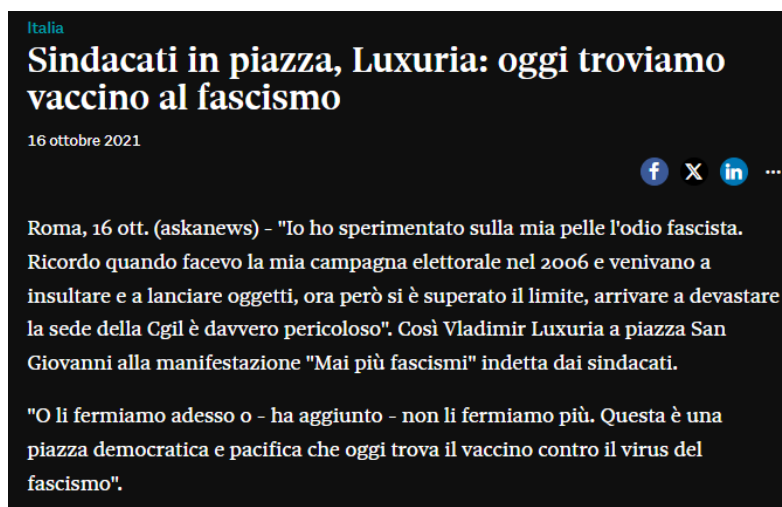 Italia
Sindacati in piazza, Luxuria: oggi troviamo
vaccino al fascismo
16 ottobre 2021
Roma, 16 ott. (askanews) - "Io ho sperimentato sulla mia pelle l'odio fascista.
Ricordo quando facevo la mia campagna elettorale nel 2006 e venivano a
insultare e a lanciare oggetti, ora però si è superato il limite, arrivare a devastare
la sede della Cgil è davvero pericoloso". Così Vladimir Luxuria a piazza San
Giovanni alla manifestazione "Mai più fascismi" indetta dai sindacati.
"O li fermiamo adesso o - ha aggiunto - non li fermiamo più. Questa è una
piazza democratica e pacifica che oggi trova il vaccino contro il virus del
fascismo".